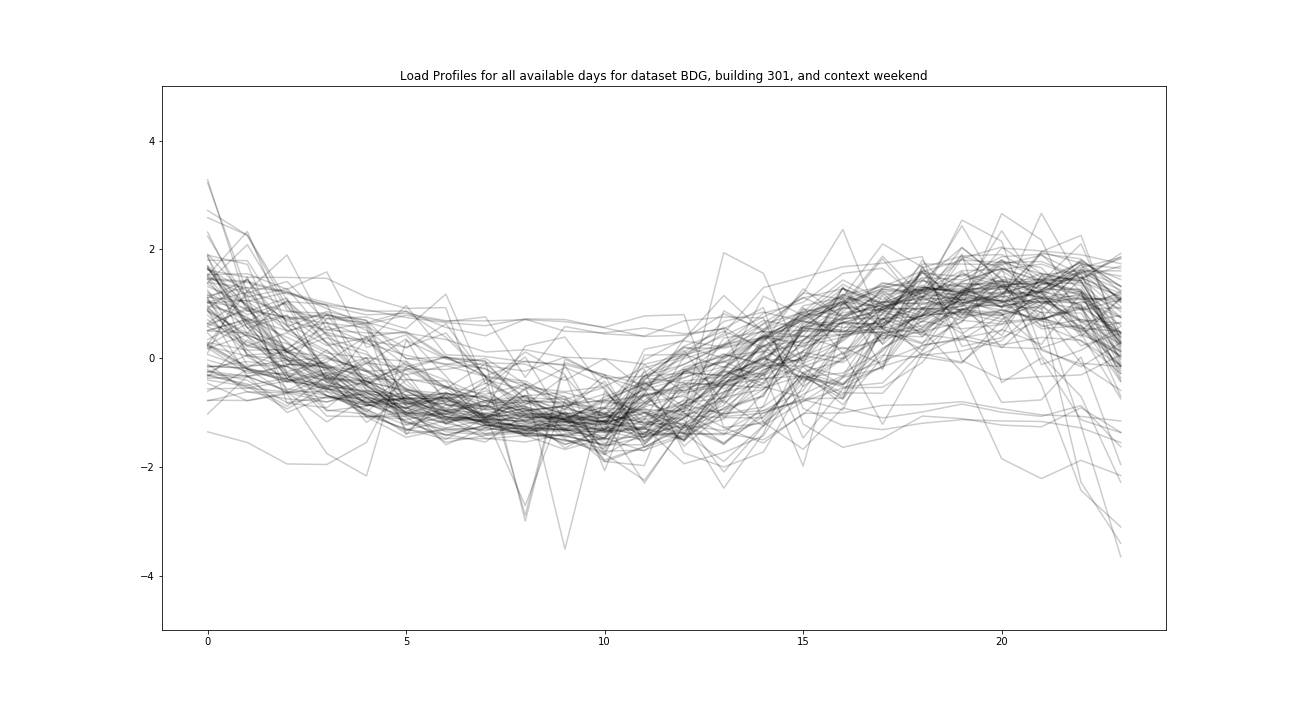 Load Profiles for all available days for dataset BDG, building 301, and context weekend
4
2
0
−2
−4
0 5 10 15 20